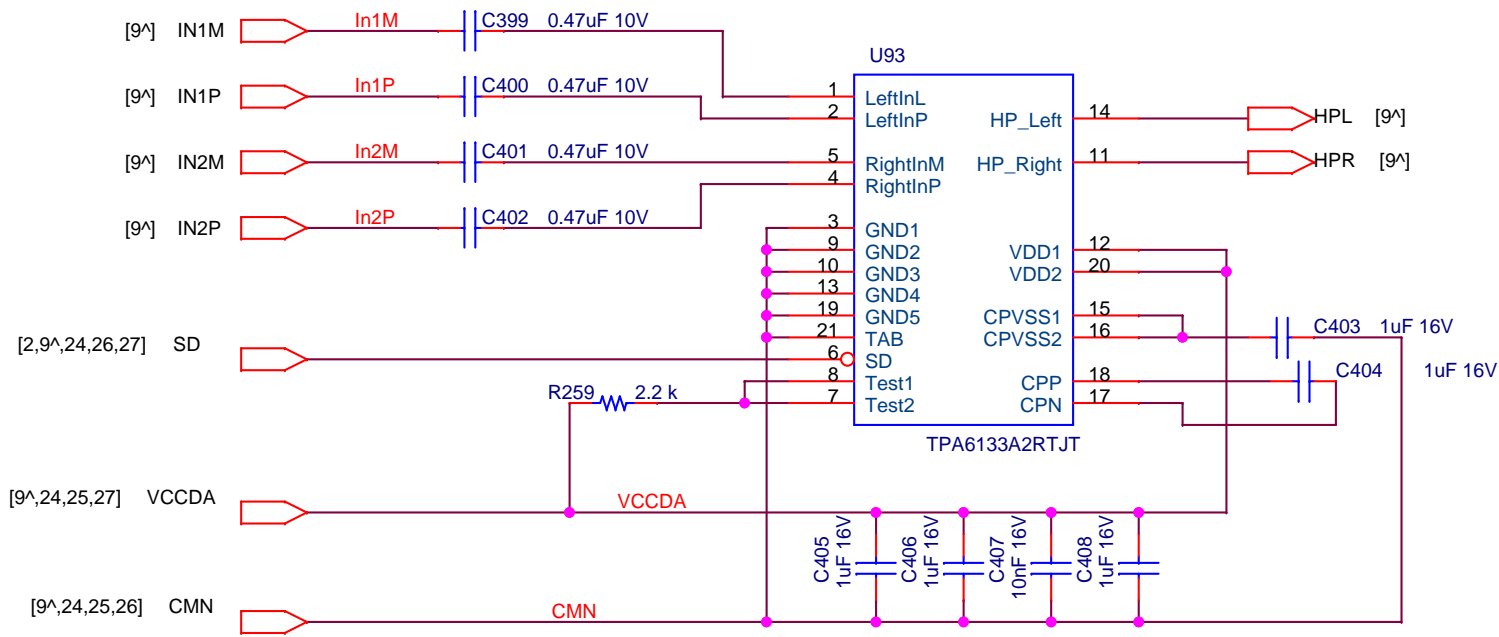 [9^] IN1M In1M C399 0.47uF 10V
U93
[9^] IN1P In1P C400 0.47uF 10V
1 LeftInL
2 LeftInP HP_Left 14 HPL [9^]
[9^] IN2M In2M C401 0.47uF 10V 5 RightInM HP_Right 11 HPR [9^]
4 RightInP
[9^] IN2P In2P C402 0.47uF 10V
3 GND1
9 GND2 VDD1 12
10 GND3 VDD2 20
13 GND4
19 GND5 CPVSS1 15
21 TAB CPVSS2 16 C403 1uF 16V
[2,9^,24,26,27] SD 6 SD
8 Test1 CPP 18 C404 1uF 16V
R259 2.2 k 7 Test2 CPN 17
TPA6133A2RTJT
[9^,24,25,27] VCCDA VCCDA
C405 1uF 16V
C406 1uF 16V
C407 10nF 16V
C408 1uF 16V
[9^,24,25,26] CMN CMN